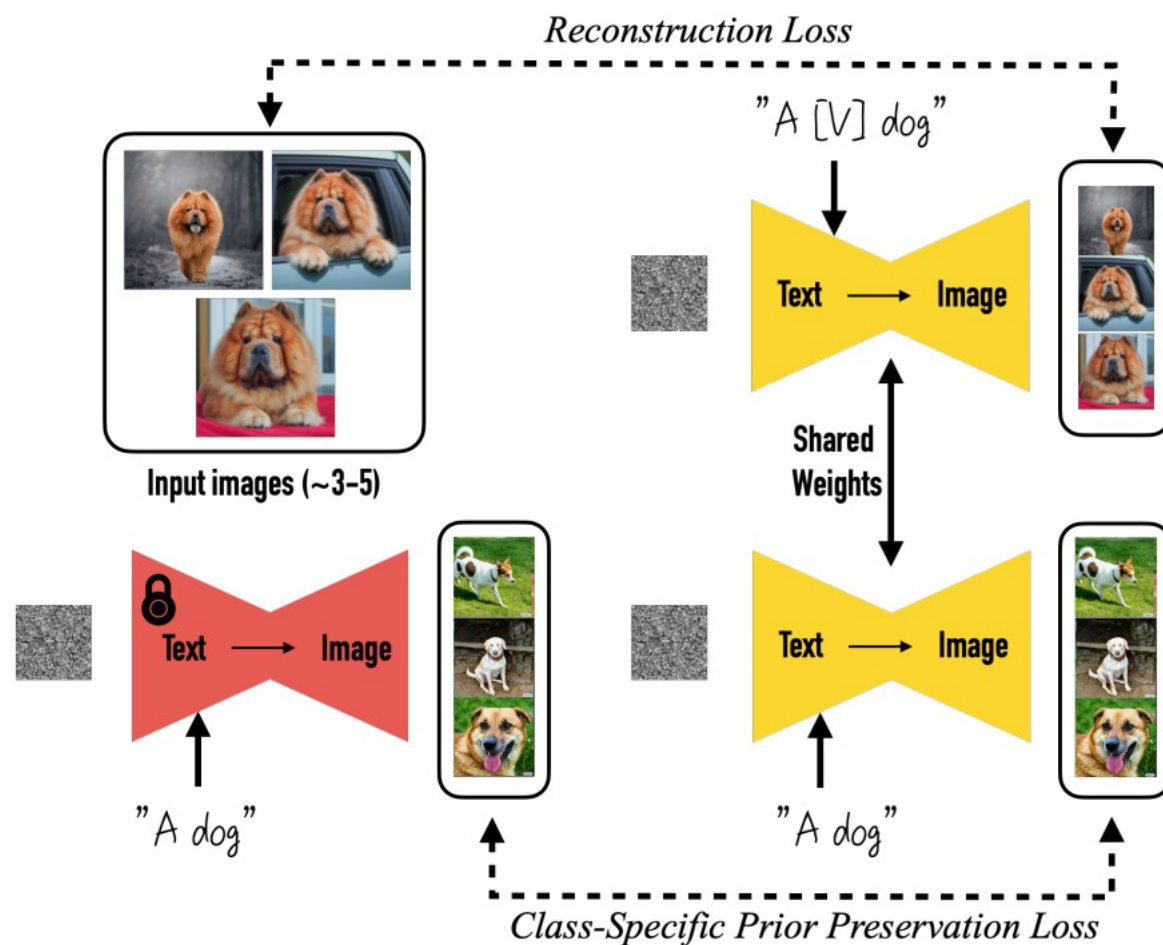 Reconstruction Loss
"A [V] dog"
Text → Image
Input images (~3-5)
Shared
Weights
Text → Image
Text → Image
"A dog"
"A dog"
Class-Specific Prior Preservation Loss